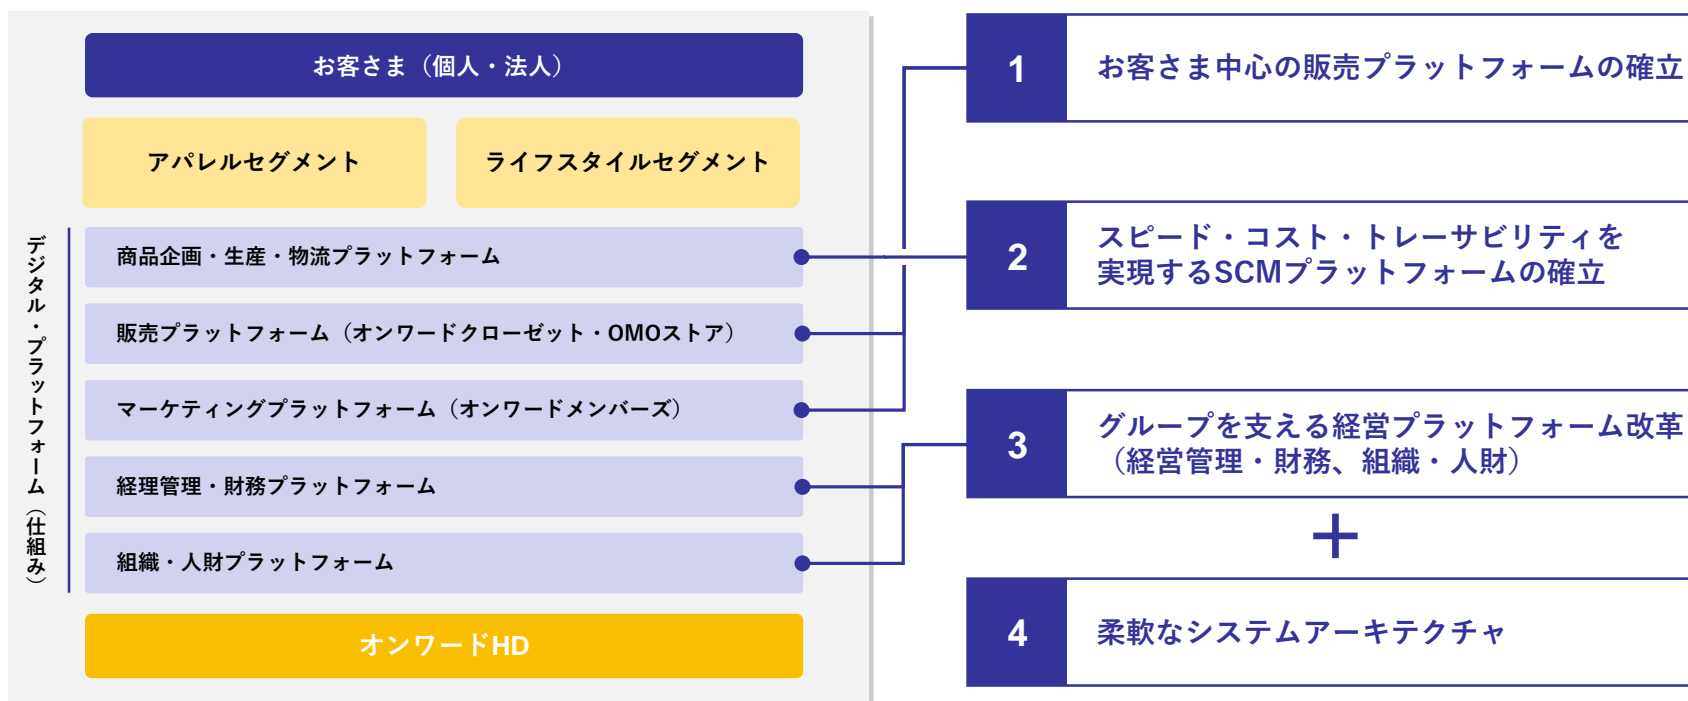 お客さま（個人・法人）
アパレルセグメント
ライフスタイルセグメント
デジタル・プラットフォーム（仕組み）
商品企画・生産・物流プラットフォーム
販売プラットフォーム（オンワードクローゼット・OMOストア）
マーケティングプラットフォーム（オンワードメンバーズ）
経理管理・財務プラットフォーム
組織・人財プラットフォーム
オンワードHD
1
お客さま中心の販売プラットフォームの確立
2
スピード・コスト・トレーサビリティを
実現するSCMプラットフォームの確立
3
グループを支える経営プラットフォーム改革
（経営管理・財務、組織・人財）
＋
4
柔軟なシステムアーキテクチャ